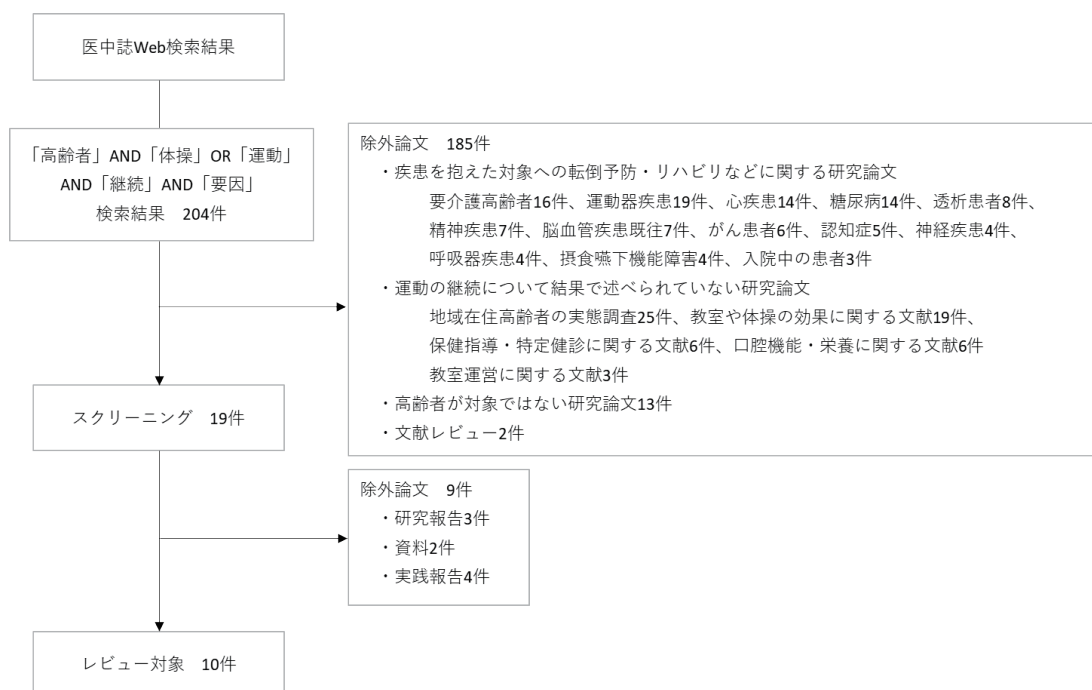 医中誌Web検索結果
「高齢者」AND「体操」OR「運動」
AND「継続」AND「要因」
検索結果　204件
除外論文　185件
・疾患を抱えた対象への転倒予防・リハビリなどに関する研究論文
要介護高齢者16件、運動器疾患19件、心疾患14件、糖尿病14件、透析患者8件、
精神疾患7件、脳血管疾患既往7件、がん患者6件、認知症5件、神経疾患4件、
呼吸器疾患4件、摂食嚥下機能障害4件、入院中の患者3件
・運動の継続について結果で述べられていない研究論文
地域在住高齢者の実態調査25件、教室や体操の効果に関する文献19件、
保健指導・特定健診に関する文献6件、口腔機能・栄養に関する文献6件
教室運営に関する文献3件
・高齢者が対象ではない研究論文13件
・文献レビュー2件
スクリーニング　19件
除外論文　9件
・研究報告3件
・資料2件
・実践報告4件
レビュー対象　10件